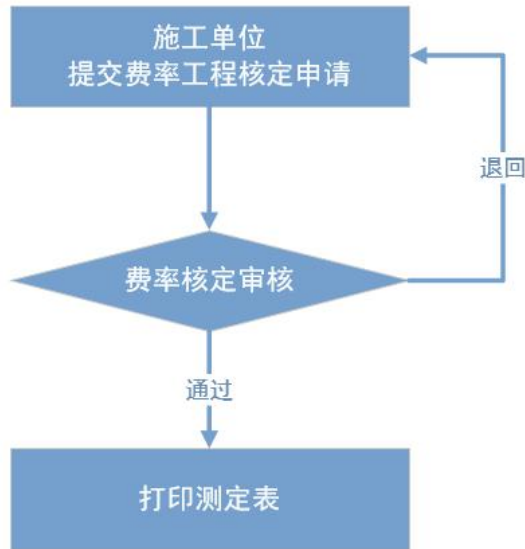 施工单位
提交费率工程核定申请
退回
费率核定审核
通过
打印测定表